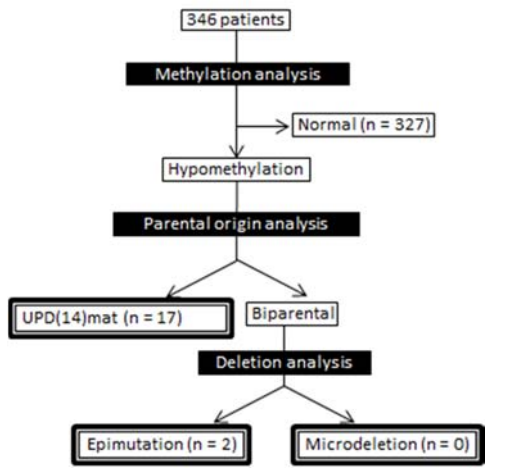 346 patients
Methylation analysis
Normal (n = 327)
Hypomethylation
Parental origin analysis
UPD(14)mat (n = 17)
Biparental
Deletion analysis
Epimutation (n = 2)
Microdeletion (n = 0)